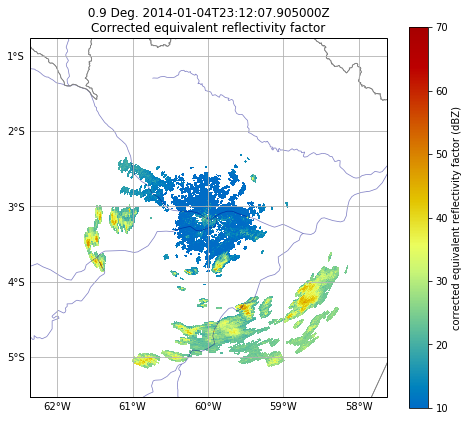 0.9 Deg. 2014-01-04T23:12:07.905000Z
Corrected equivalent reflectivity factor
1°S
2°S
3°S
4°S
5°S
62°W 61°W 60°W 59°W 58°W
70
60
50
40
30
20
10
corrected equivalent reflectivity factor (dBZ)